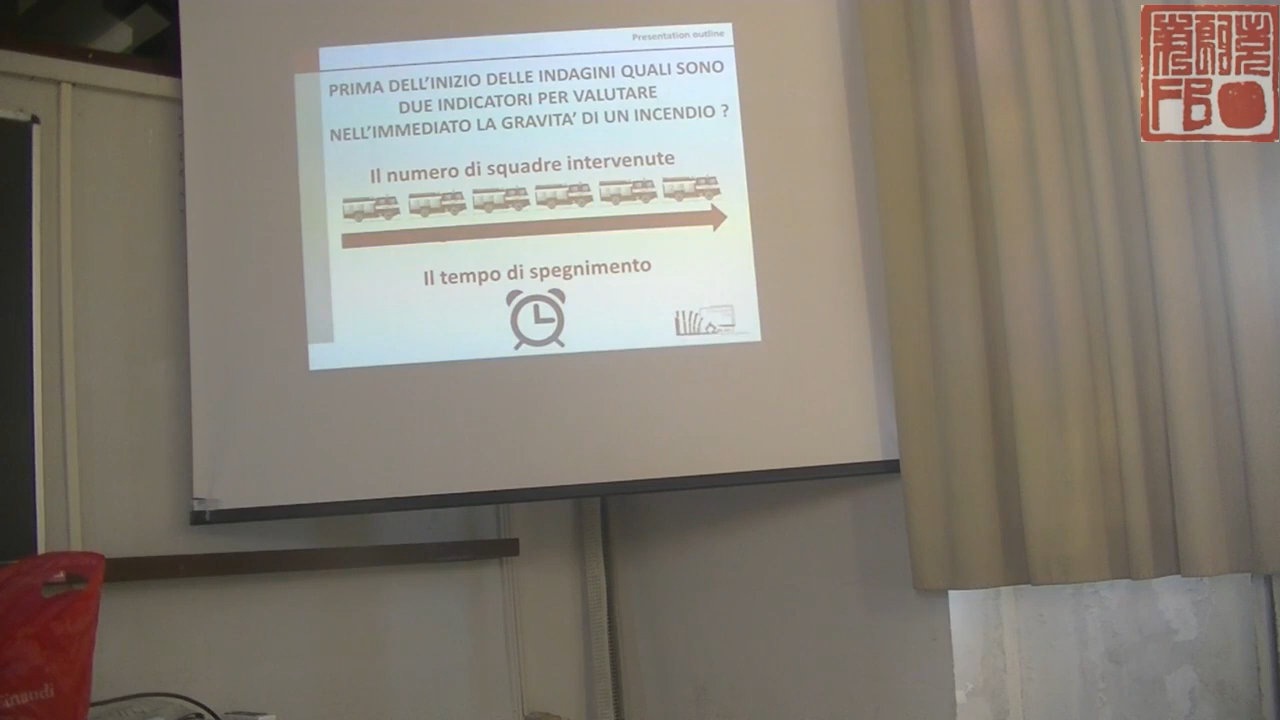 Presentation outline
PRIMA DELL'INIZIO DELLE INDAGINI QUALI SONO
DUE INDICATORI PER VALUTARE
NELL'IMMEDIATO LA GRAVITA' DI UN INCENDIO ?
Il numero di squadre intervenute
Il tempo di spegnimento
Einaudi